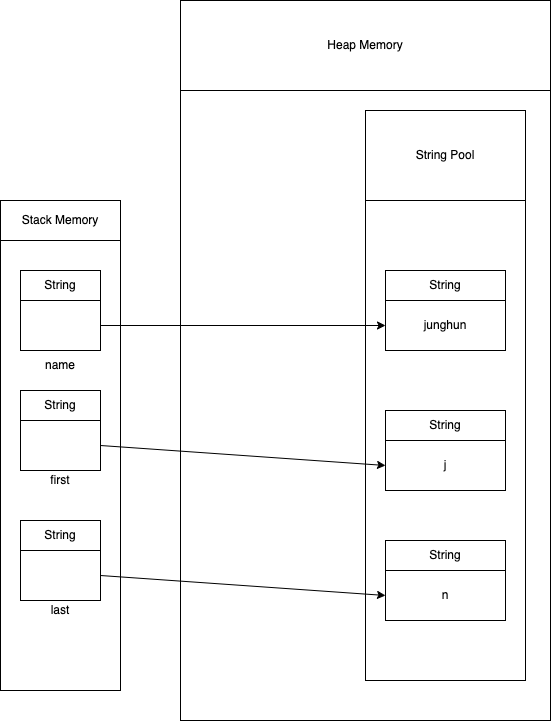 Heap Memory
String Pool
Stack Memory
String
name
String
first
String
last
String
junghun
String
j
String
n